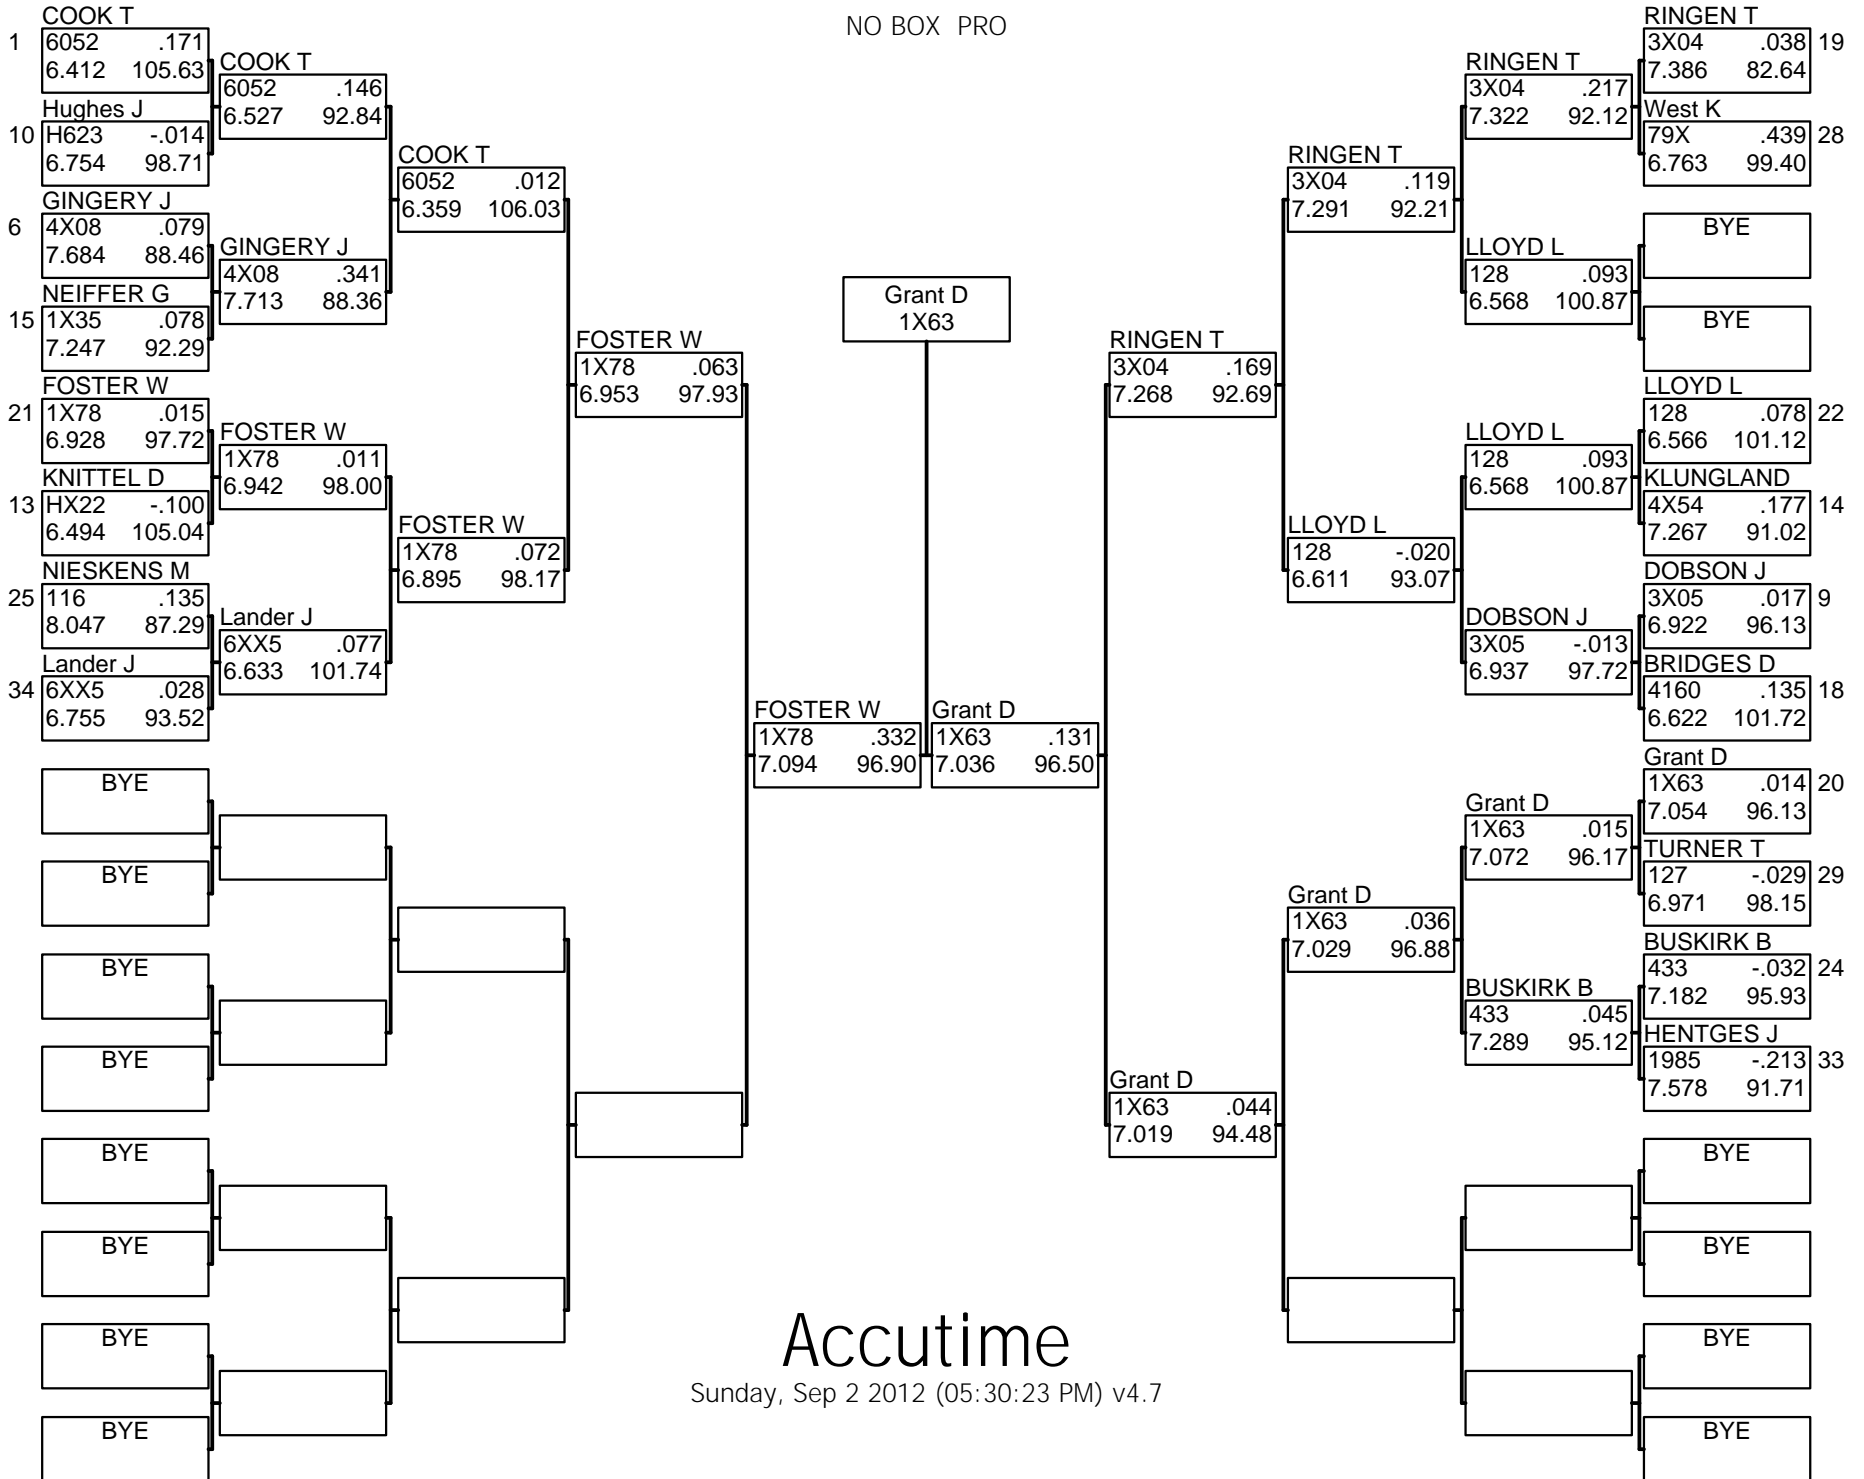 NO BOX PRO
COOK T
1
6052 .171
6.412 105.63
Hughes J
10
H623 -.014
6.754 98.71
GINGERY J
6
4X08 .079
7.684 88.46
NEIFFER G
15
1X35 .078
7.247 92.29
FOSTER W
21
1X78 .015
6.928 97.72
KNITTEL D
13
HX22 -.100
6.494 105.04
NIESKENS M
25
116 .135
8.047 87.29
Lander J
34
6XX5 .028
6.755 93.52
BYE
BYE
BYE
BYE
BYE
BYE
BYE
BYE
COOK T
6052 .146
6.527 92.84
GINGERY J
4X08 .341
7.713 88.36
FOSTER W
1X78 .011
6.942 98.00
Lander J
6XX5 .077
6.633 101.74
COOK T
6052 .012
6.359 106.03
FOSTER W
1X78 .072
6.895 98.17
FOSTER W
1X78 .063
6.953 97.93
FOSTER W
1X78 .332
7.094 96.90
Grant D
1X63
Grant D
1X63 .131
7.036 96.50
RINGEN T
3X04 .169
7.268 92.69
Grant D
1X63 .044
7.019 94.48
RINGEN T
3X04 .119
7.291 92.21
LLOYD L
128 -.020
6.611 93.07
Grant D
1X63 .036
7.029 96.88
RINGEN T
3X04 .217
7.322 92.12
LLOYD L
128 .093
6.568 100.87
LLOYD L
128 .093
6.568 100.87
DOBSON J
3X05 -.013
6.937 97.72
Grant D
1X63 .015
7.072 96.17
BUSKIRK B
433 .045
7.289 95.12
RINGEN T
3X04 .038 19
7.386 82.64
West K
79X .439 28
6.763 99.40
BYE
BYE
LLOYD L
128 .078 22
6.566 101.12
KLUNGLAND
4X54 .177 14
7.267 91.02
DOBSON J
3X05 .017 9
6.922 96.13
BRIDGES D
4160 .135 18
6.622 101.72
Grant D
1X63 .014 20
7.054 96.13
TURNER T
127 -.029 29
6.971 98.15
BUSKIRK B
433 -.032 24
7.182 95.93
HENTGES J
1985 -.213 33
7.578 91.71
BYE
BYE
BYE
BYE
Accutime
Sunday, Sep 2 2012 (05:30:23 PM) v4.7